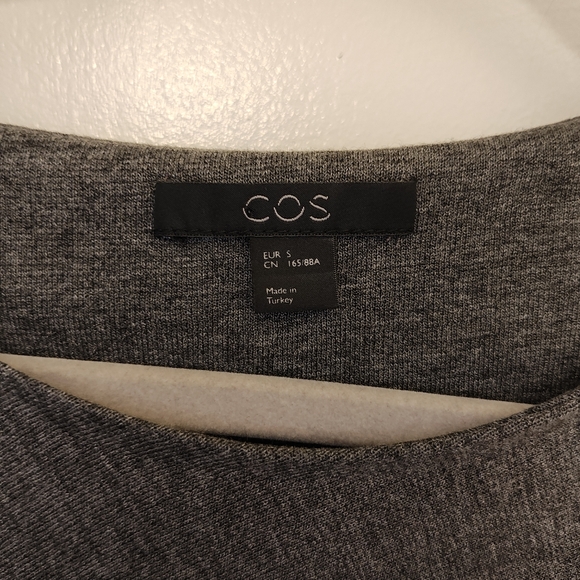 COS
EUR S
CN 165/88A
Made in
Turkey